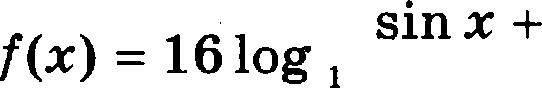 f(x) = 16 log ₁ sin x +